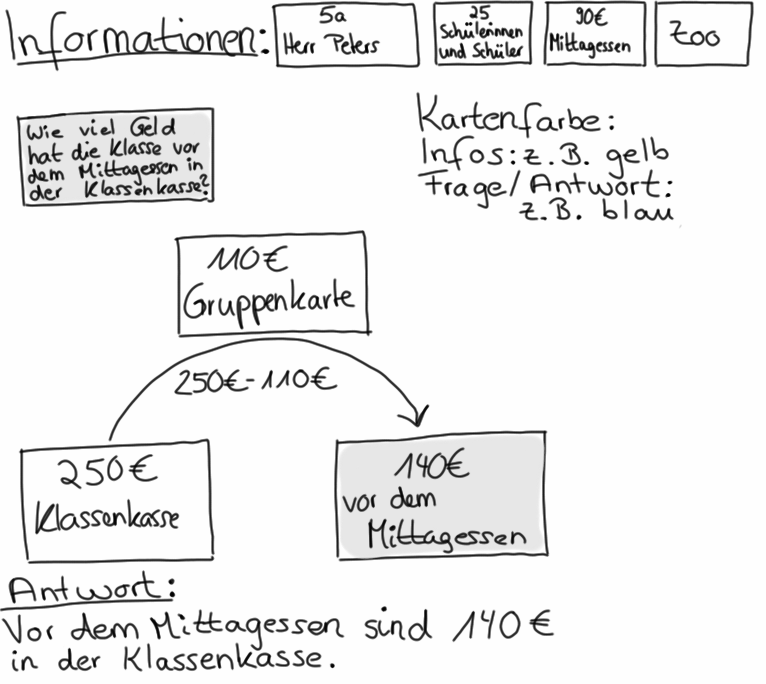 Informationen:
5a
Herr Peters
25
Schülerinnen
und Schüler
90€
Mittagessen
Zoo
Wie viel Geld
hat die Klasse vor
dem Mittagessen in
der Klassenkasse?
Kartenfarbe:
Infos: z.B. gelb
Frage/Antwort:
z.B. blau
110€
Gruppenkarte
250€-110€
250€
Klassenkasse
140€
vor dem
Mittagessen
Antwort:
Vor dem Mittagessen sind 140€
in der Klassenkasse.